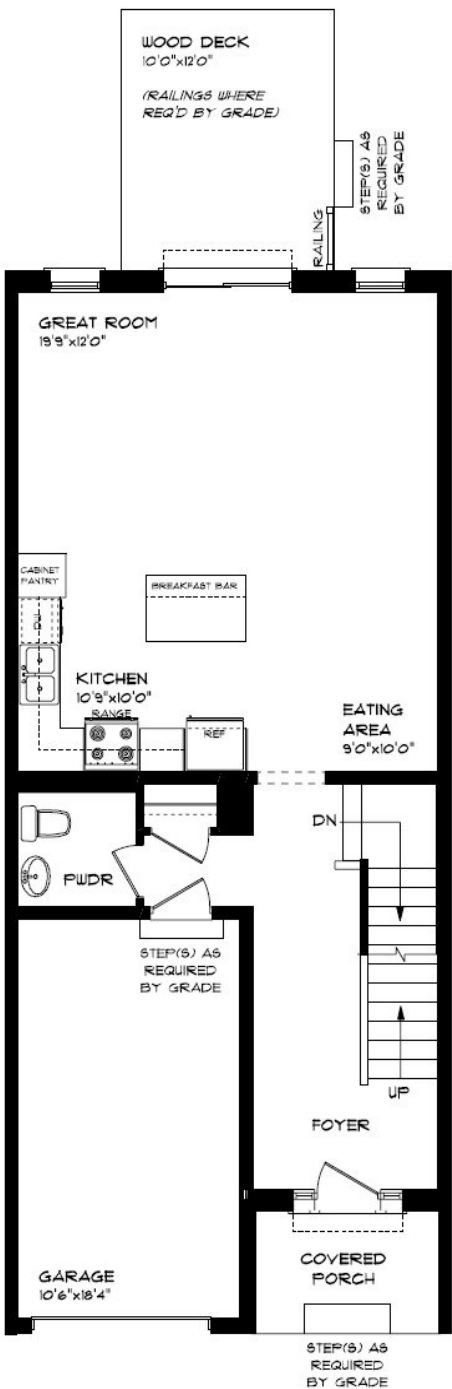 WOOD DECK
10'0"x12'0"
(RAILINGS WHERE
REQ'D BY GRADE)
STEP(S) AS
REQUIRED
BY GRADE
RAILING
GREAT ROOM
19'9"x12'0"
CABINET
PANTRY
DW
BREAKFAST BAR
KITCHEN
10'9"x10'0"
RANGE
REF
EATING
AREA
9'0"x10'0"
DN
PWDR
STEP(S) AS
REQUIRED
BY GRADE
UP
FOYER
GARAGE
10'6"x18'4"
COVERED
PORCH
STEP(S) AS
REQUIRED
BY GRADE